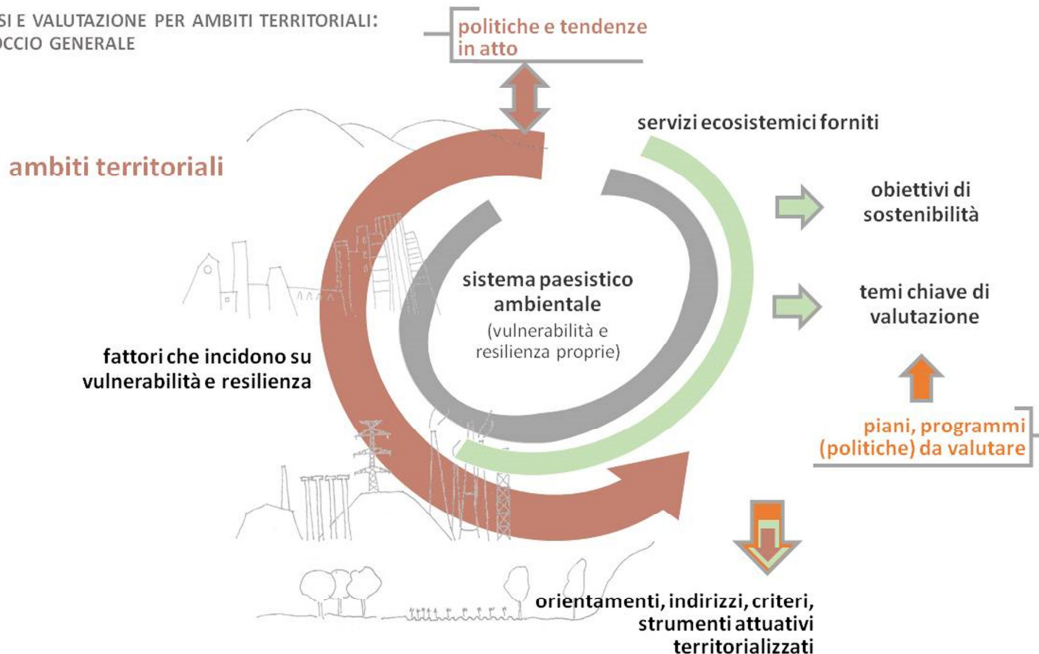 SI E VALUTAZIONE PER AMBITI TERRITORIALI:
OCCIO GENERALE
politiche e tendenze
in atto
servizi ecosistemici forniti
ambiti territoriali
obiettivi di
sostenibilità
sistema paesistico
ambientale
(vulnerabilità e
resilienza proprie)
temi chiave di
valutazione
fattori che incidono su
vulnerabilità e resilienza
piani, programmi
(politiche) da valutare
orientamenti, indirizzi, criteri,
strumenti attuativi
territorializzati